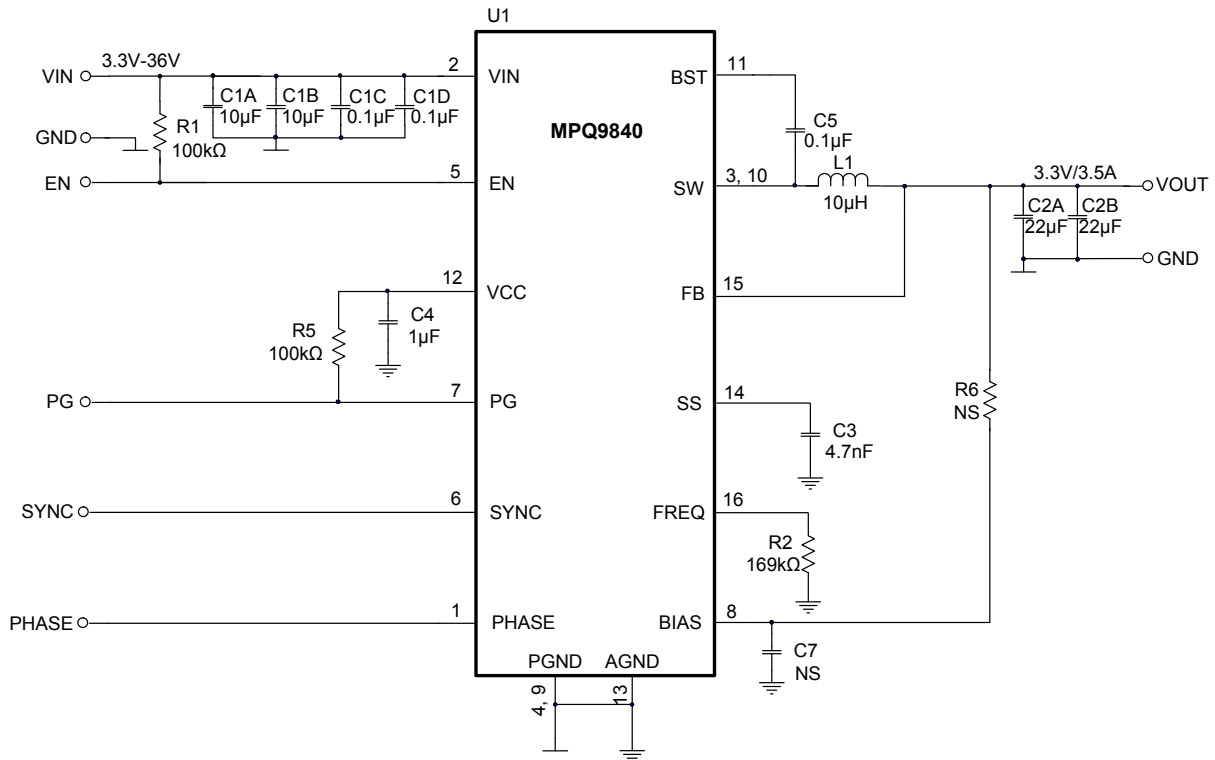 U1
3.3V-36V
VIN
2
VIN
BST
11
C1A
10µF
C1B
10µF
C1C
0.1µF
C1D
0.1µF
MPQ9840
C5
0.1µF
GND
R1
100kΩ
L1
10µH
EN
5
EN
SW
3, 10
3.3V/3.5A
VOUT
C2A
22µF
C2B
22µF
GND
12
VCC
FB
15
C4
1µF
R5
100kΩ
PG
7
PG
SS
14
R6
NS
C3
4.7nF
SYNC
6
SYNC
FREQ
16
R2
169kΩ
PHASE
1
PHASE
BIAS
8
C7
NS
PGND
AGND
4, 9
13